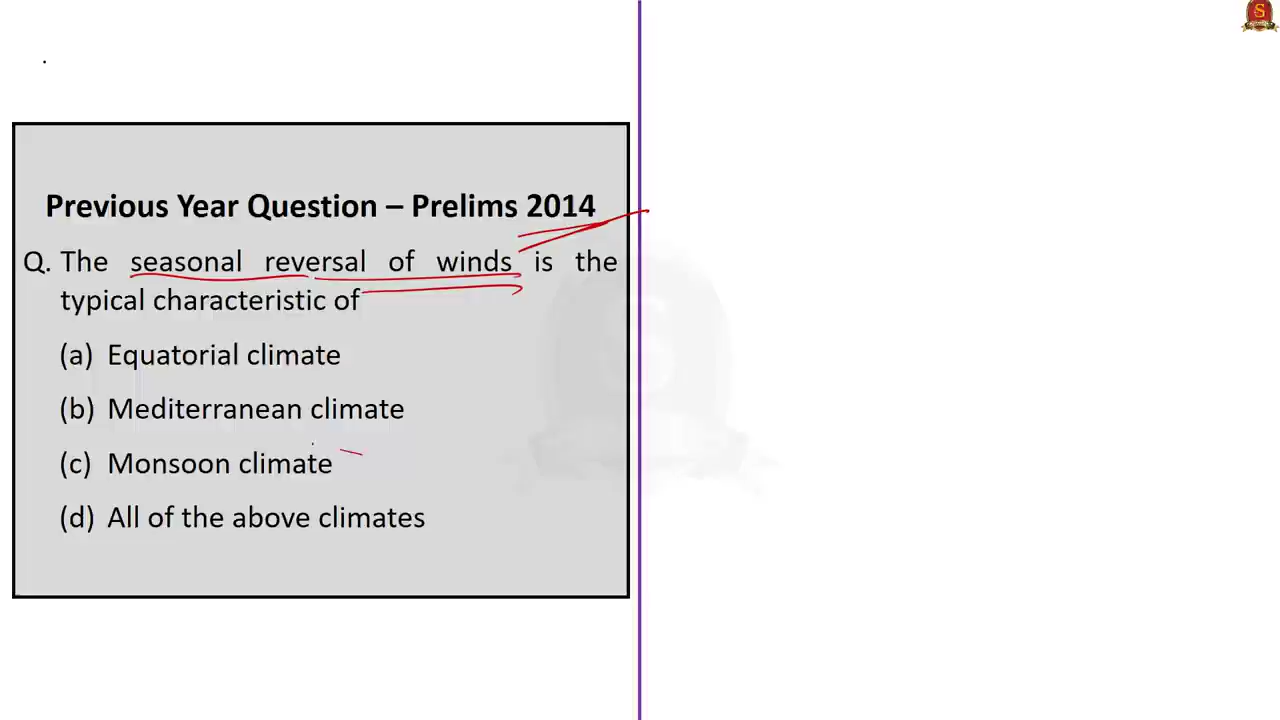 Previous Year Question – Prelims 2014
Q. The seasonal reversal of winds is the
typical characteristic of
(a) Equatorial climate
(b) Mediterranean climate
(c) Monsoon climate
(d) All of the above climates